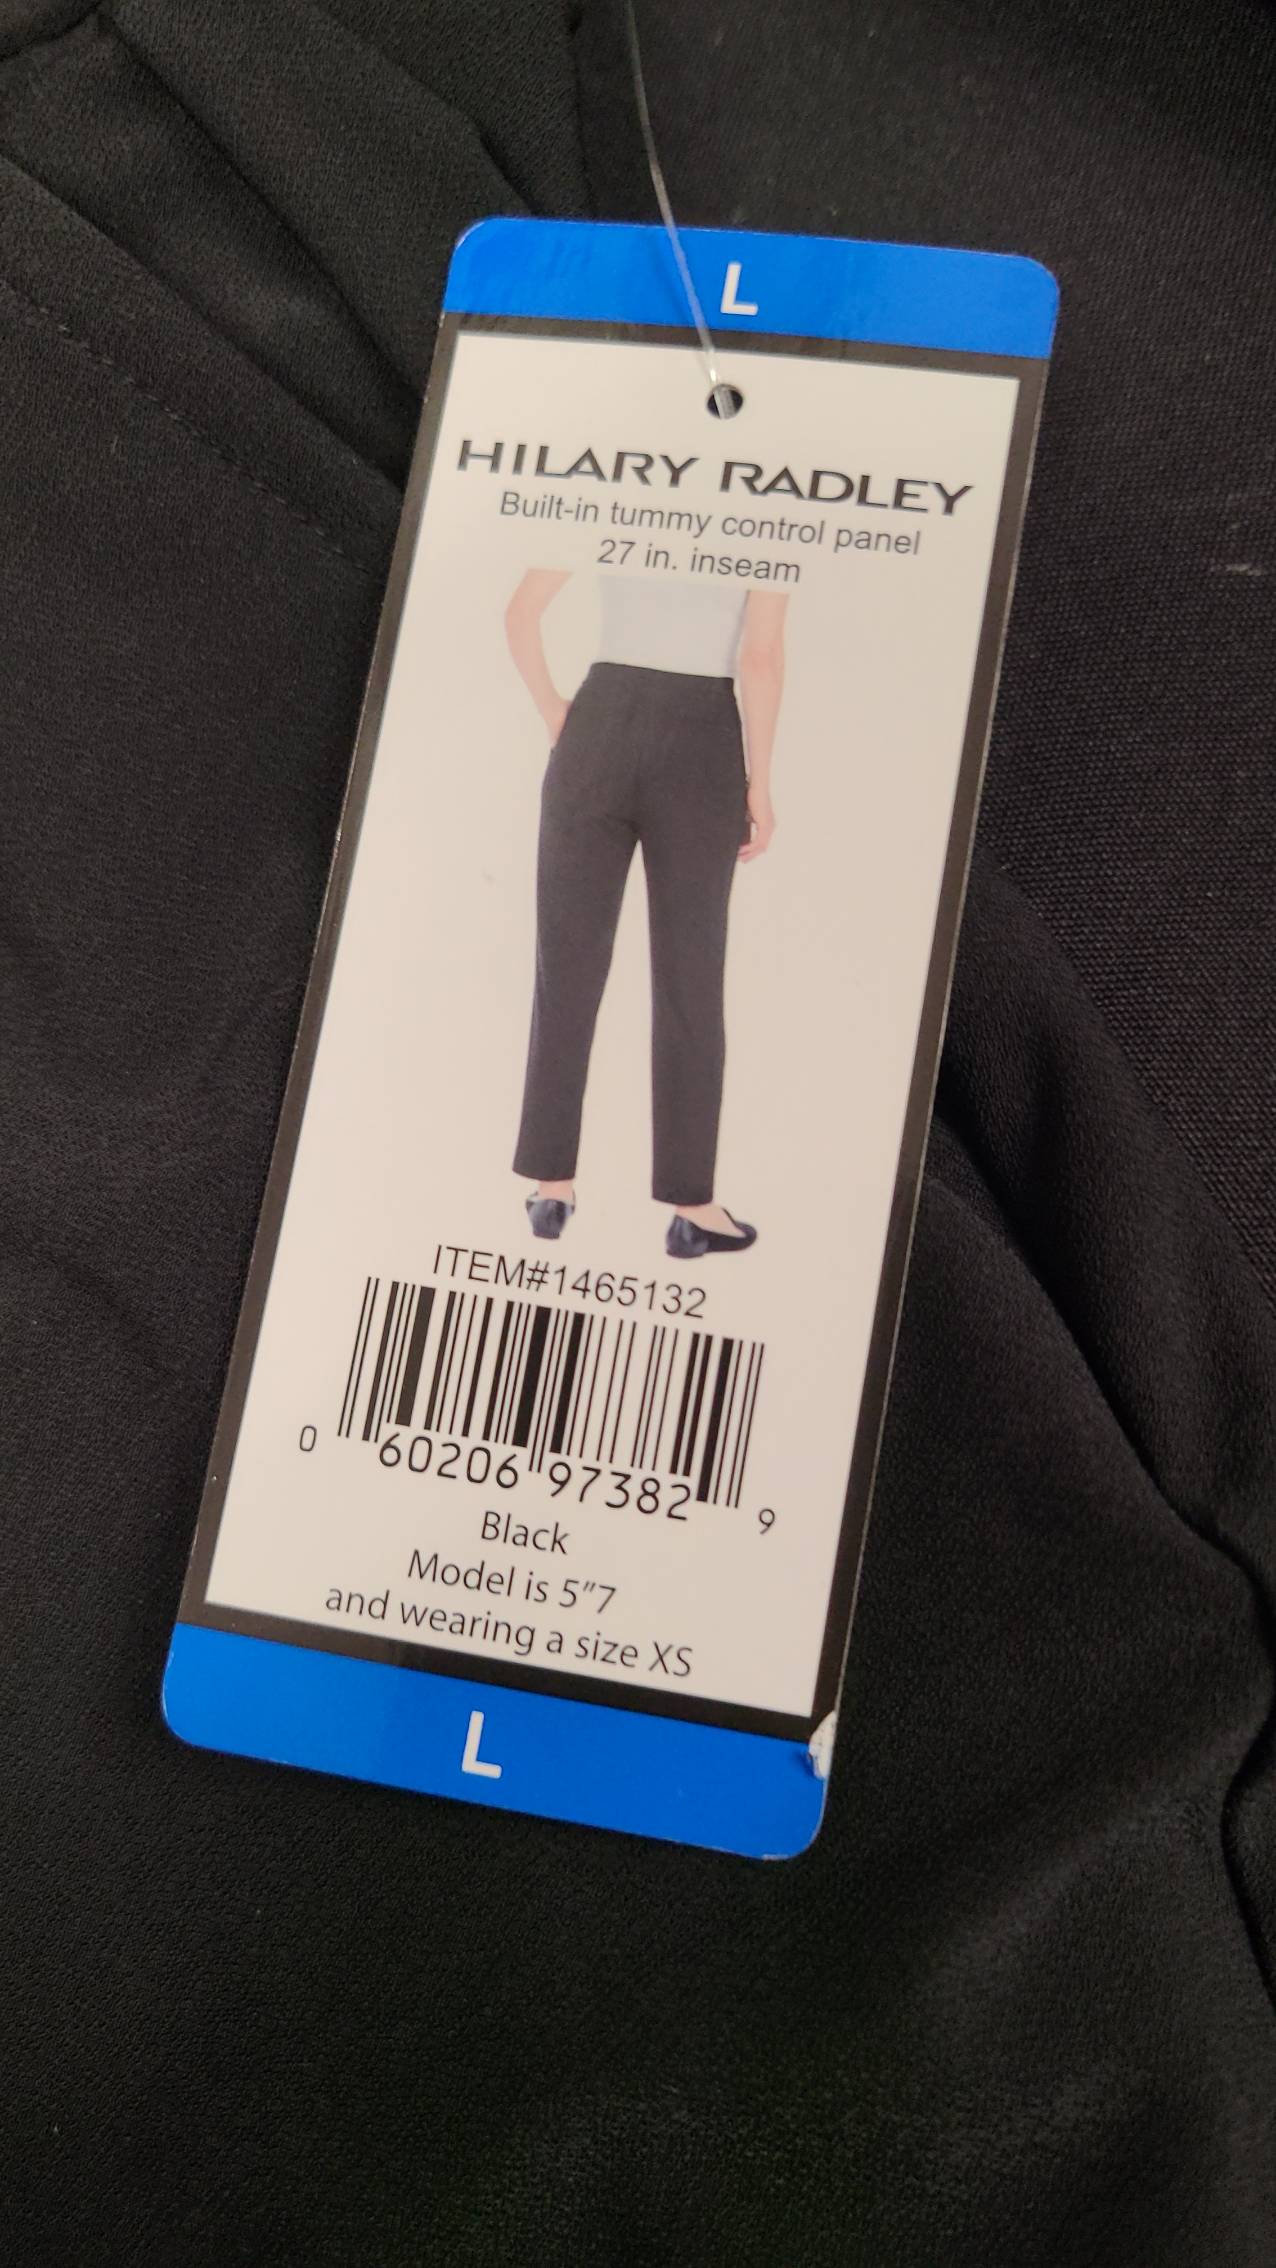 L
HILARY RADLEY
Built-in tummy control panel
27 in. inseam
ITEM#1465132
0 60206 97382 9
Black
Model is 5"7
and wearing a size XS
L